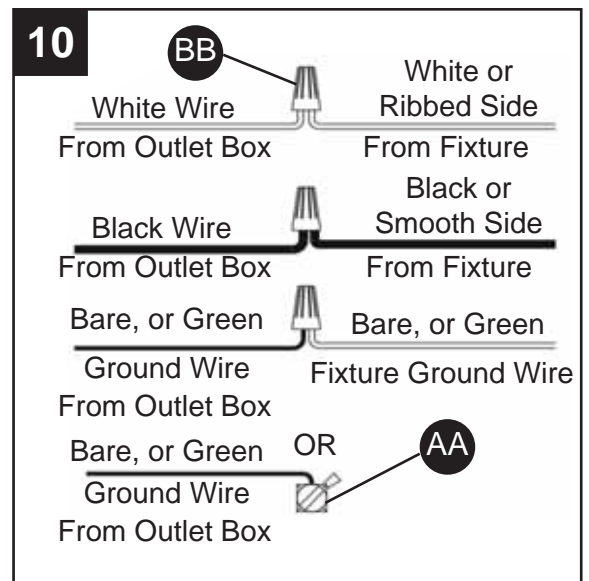 10
BB
White Wire
White or
Ribbed Side
From Outlet Box
From Fixture
Black Wire
Black or
Smooth Side
From Outlet Box
From Fixture
Bare, or Green
Bare, or Green
Ground Wire
Fixture Ground Wire
From Outlet Box
Bare, or Green
OR
AA
Ground Wire
From Outlet Box